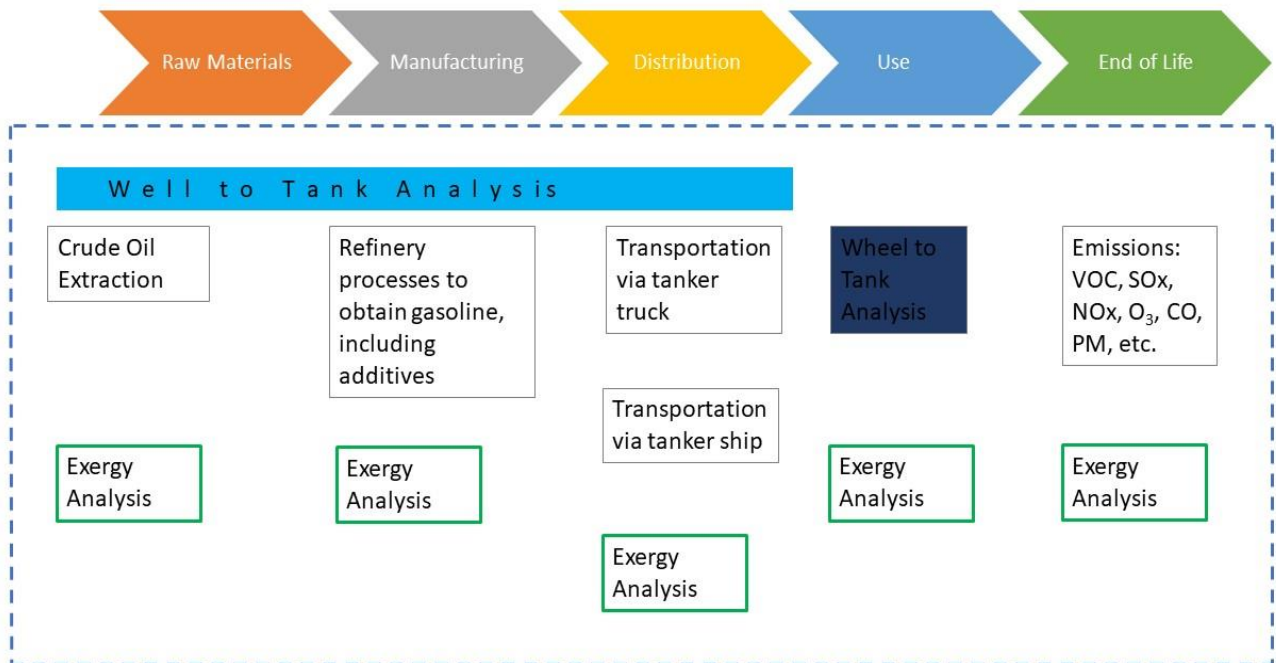 Raw Materials
Manufacturing
Distribution
Use
End of Life
Well to Tank Analysis
Crude Oil
Extraction
Refinery
processes to
obtain gasoline,
including
additives
Transportation
via tanker
truck
Transportation
via tanker ship
Wheel to
Tank
Analysis
Emissions:
VOC, SOx,
NOx, O₃, CO,
PM, etc.
Exergy
Analysis
Exergy
Analysis
Exergy
Analysis
Exergy
Analysis
Exergy
Analysis